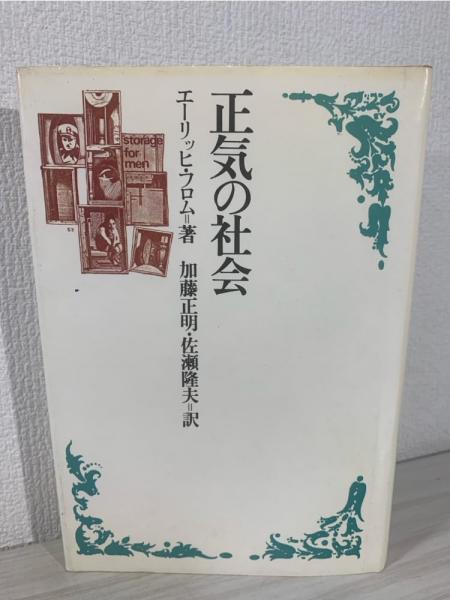 正気の社会
エーリッヒ・フロム=著
加藤正明・佐瀬隆夫=訳
storage
for
men